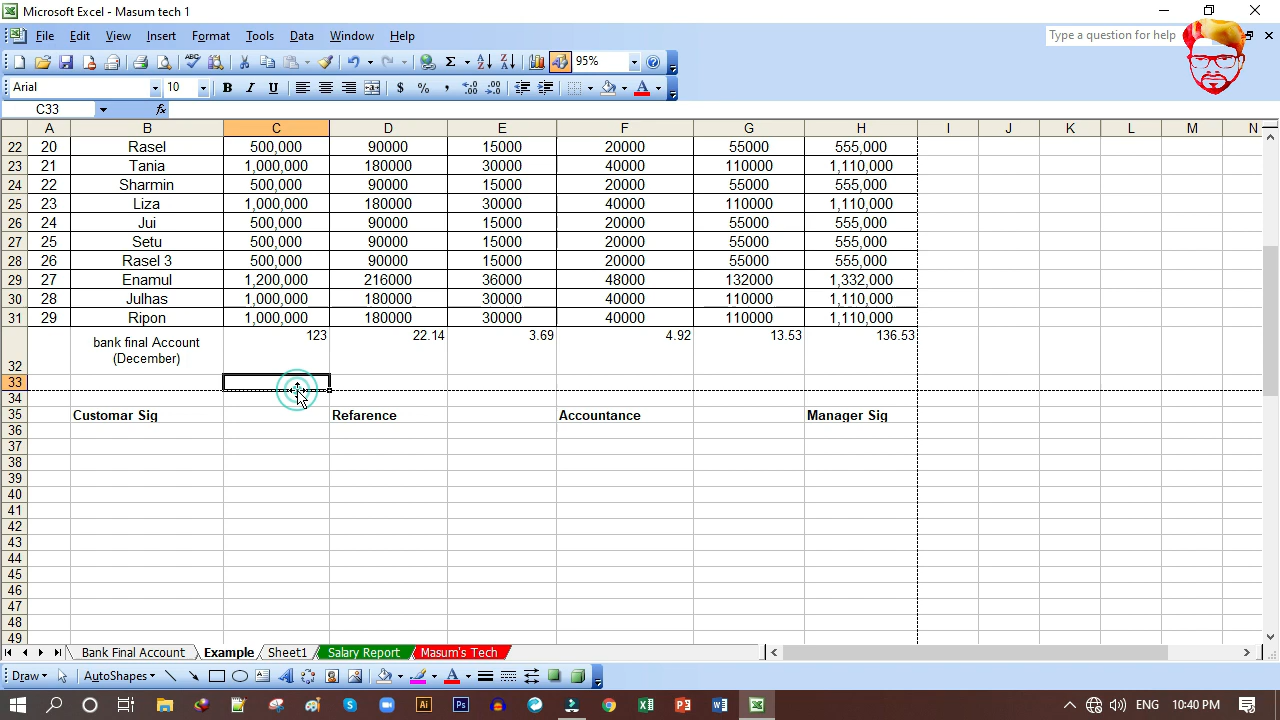 Microsoft Excel - Masum tech 1
File Edit View Insert Format Tools Data Window Help
Type a question for help
95%
Arial 10 B I U $ % ,
C33 fx
A B C D E F G H I J K L M N
22 20 Rasel 500,000 90000 15000 20000 55000 555,000
23 21 Tania 1,000,000 180000 30000 40000 110000 1,110,000
24 22 Sharmin 500,000 90000 15000 20000 55000 555,000
25 23 Liza 1,000,000 180000 30000 40000 110000 1,110,000
26 24 Jui 500,000 90000 15000 20000 55000 555,000
27 25 Setu 500,000 90000 15000 20000 55000 555,000
28 26 Rasel 3 500,000 90000 15000 20000 55000 555,000
29 27 Enamul 1,200,000 216000 36000 48000 132000 1,332,000
30 28 Julhas 1,000,000 180000 30000 40000 110000 1,110,000
31 29 Ripon 1,000,000 180000 30000 40000 110000 1,110,000
32 bank final Account 123 22.14 3.69 4.92 13.53 136.53
(December)
33
34
35 Customar Sig Refarence Accountance Manager Sig
36
37
38
39
40
41
42
43
44
45
46
47
48
49
Bank Final Account Example Sheet1 Salary Report Masum's Tech
Draw AutoShapes
ENG 10:40 PM